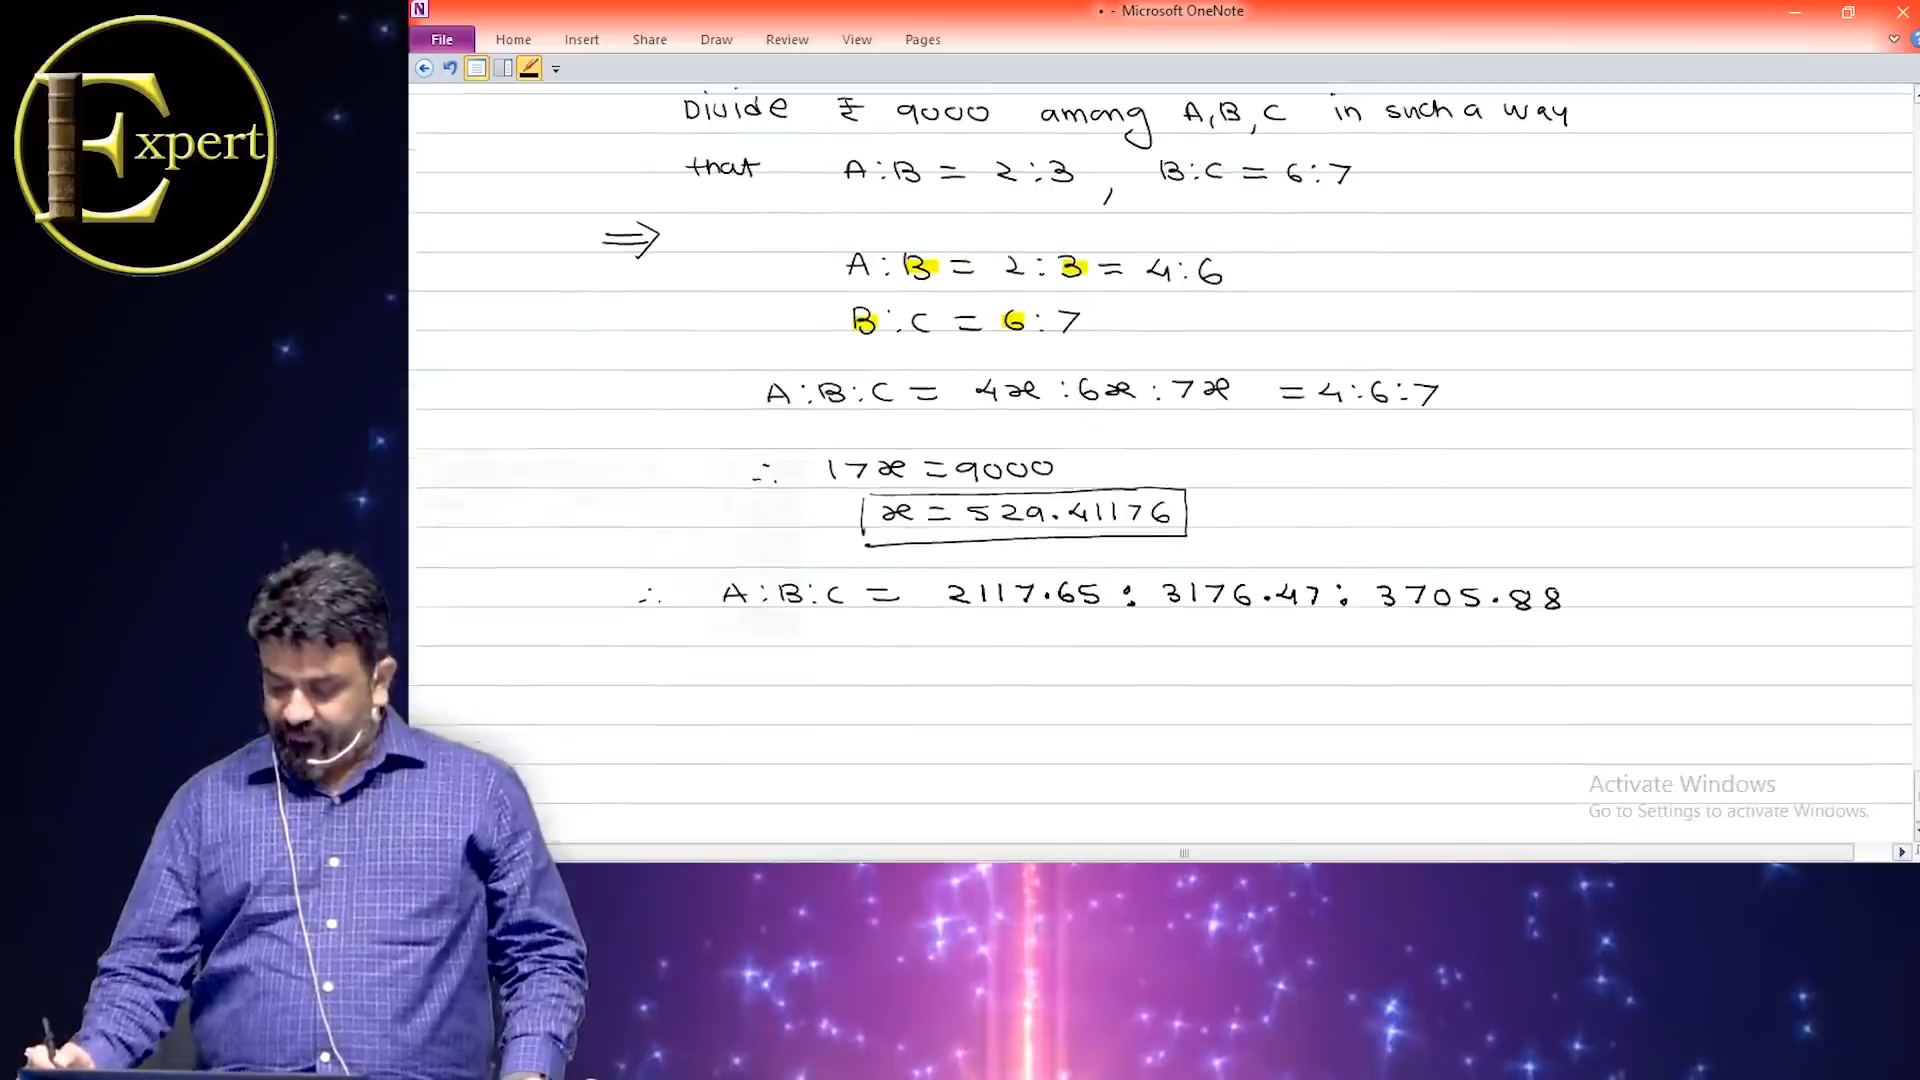 Expert
N
• - Microsoft OneNote
File Home Insert Share Draw Review View Pages
Divide ₹ 9000 among A, B, C in such a way
that A:B = 2:3, B:C = 6:7
⇒
A:B = 2:3 = 4:6
B:C = 6:7
A:B:C = 4x : 6x : 7x = 4:6:7
∴ 17x = 9000
x = 529.41176
∴ A:B:C = 2117.65 : 3176.47 : 3705.88
Activate Windows
Go to Settings to activate Windows.